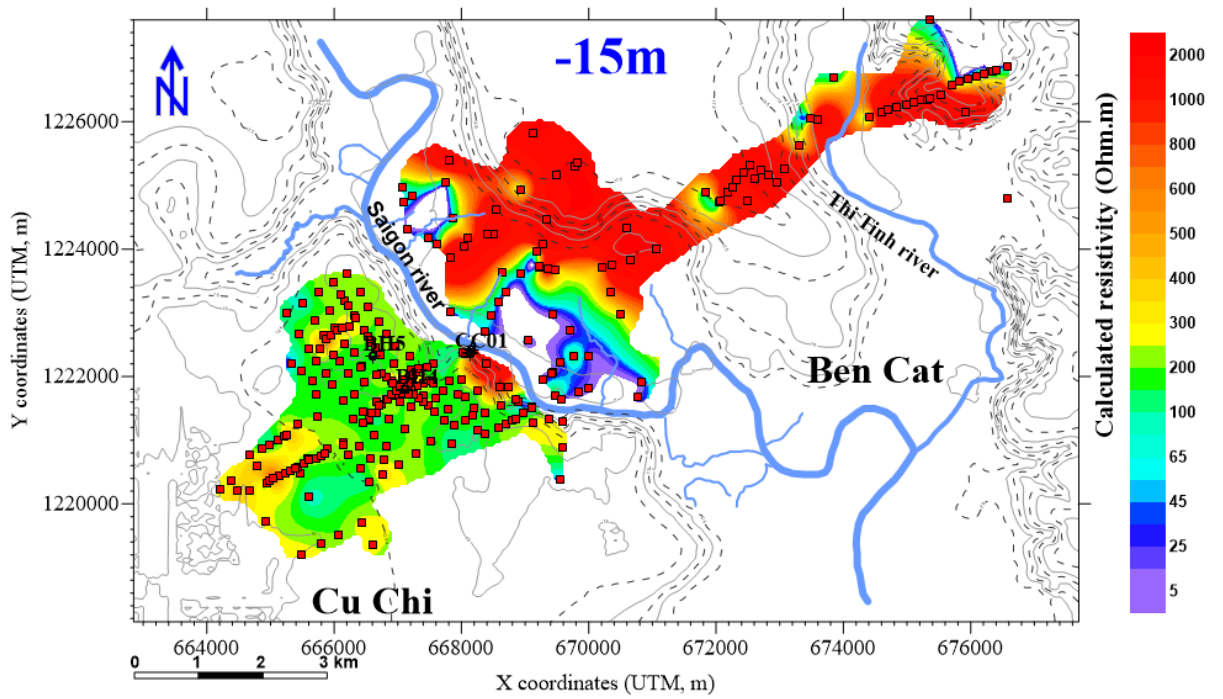 -15m
N
1226000
1224000
1222000
1220000
Y coordinates (UTM, m)
Saigon river
Thi Tinh river
BH5
CC01
Ben Cat
Cu Chi
664000
666000
668000
670000
672000
674000
676000
0
1
2
3 km
X coordinates (UTM, m)
Calculated resistivity (Ohm.m)
2000
1000
800
600
500
400
300
200
100
65
45
25
5